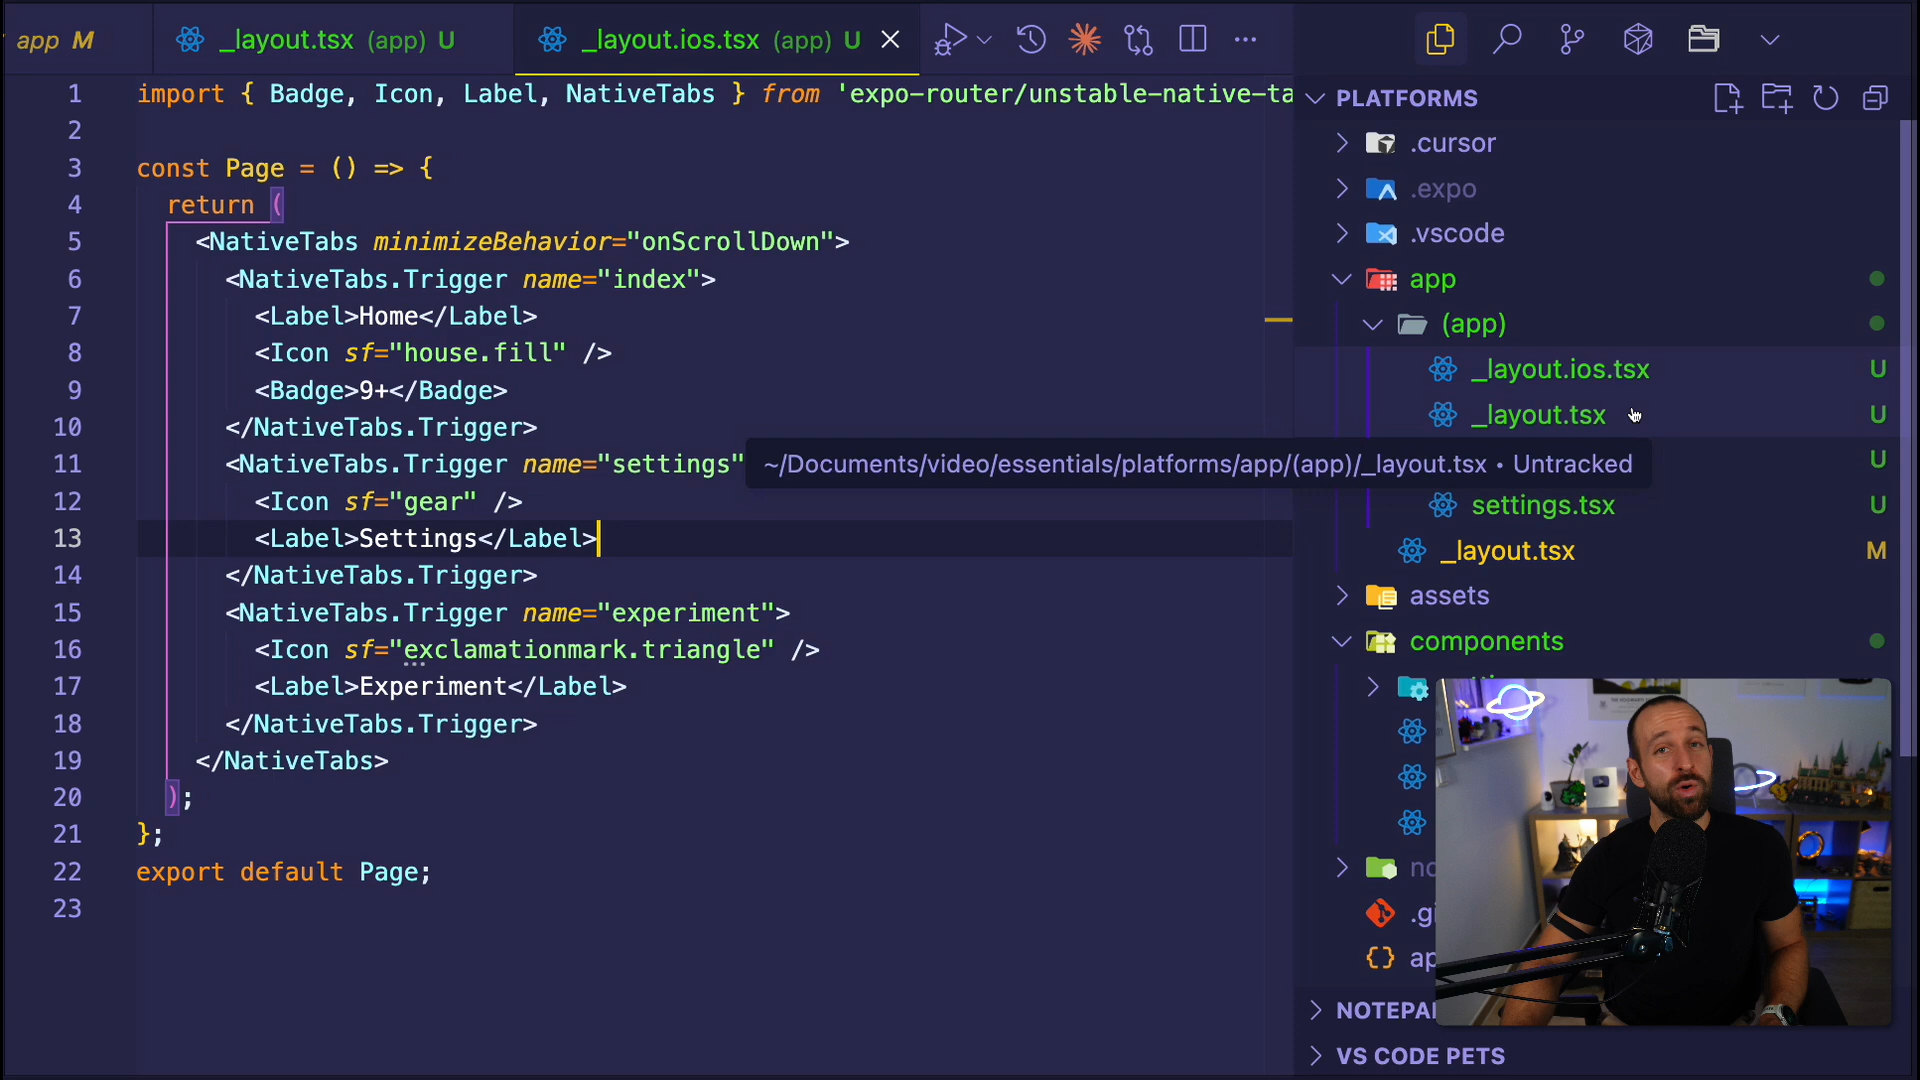 app M
_layout.tsx (app) U
_layout.ios.tsx (app) U
1 import { Badge, Icon, Label, NativeTabs } from 'expo-router/unstable-native-ta
2
3 const Page = () => {
4 return (
5 <NativeTabs minimizeBehavior="onScrollDown">
6 <NativeTabs.Trigger name="index">
7 <Label>Home</Label>
8 <Icon sf="house.fill" />
9 <Badge>9+</Badge>
10 </NativeTabs.Trigger>
11 <NativeTabs.Trigger name="settings"
12 <Icon sf="gear" />
13 <Label>Settings</Label>
14 </NativeTabs.Trigger>
15 <NativeTabs.Trigger name="experiment">
16 <Icon sf="exclamationmark.triangle" />
17 <Label>Experiment</Label>
18 </NativeTabs.Trigger>
19 </NativeTabs>
20 );
21 };
22 export default Page;
23
PLATFORMS
.cursor
.expo
.vscode
app
(app)
_layout.ios.tsx U
_layout.tsx U
~/Documents/video/essentials/platforms/app/(app)/_layout.tsx • Untracked
U
settings.tsx U
_layout.tsx M
assets
components
no
.gi
ap
NOTEPA
VS CODE PETS